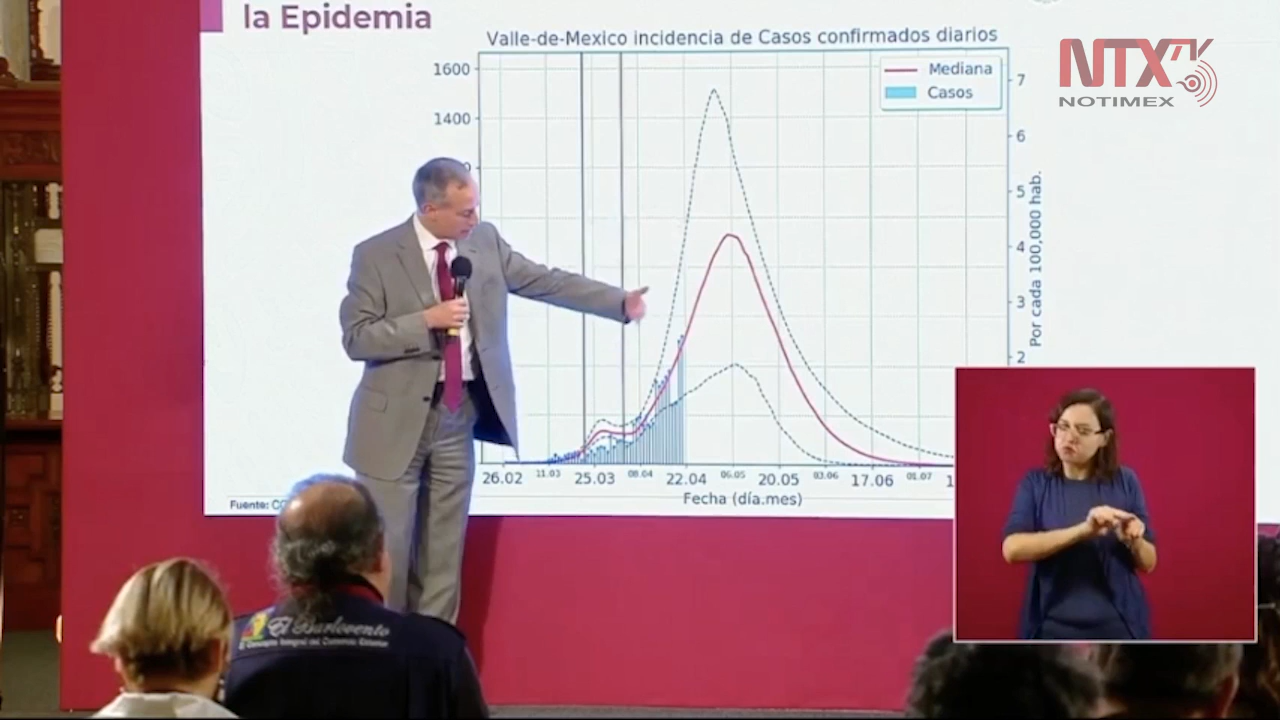 la Epidemia
Valle-de-Mexico incidencia de Casos confirmados diarios
NTXTV
NOTIMEX
Mediana
Casos
1600
1400
7
6
5
4
3
2
Por cada 100,000 hab.
26.02 11.03 25.03 08.04 22.04 06.05 20.05 03.06 17.06 01.07 1
Fecha (día.mes)
Fuente:
El Barlovento